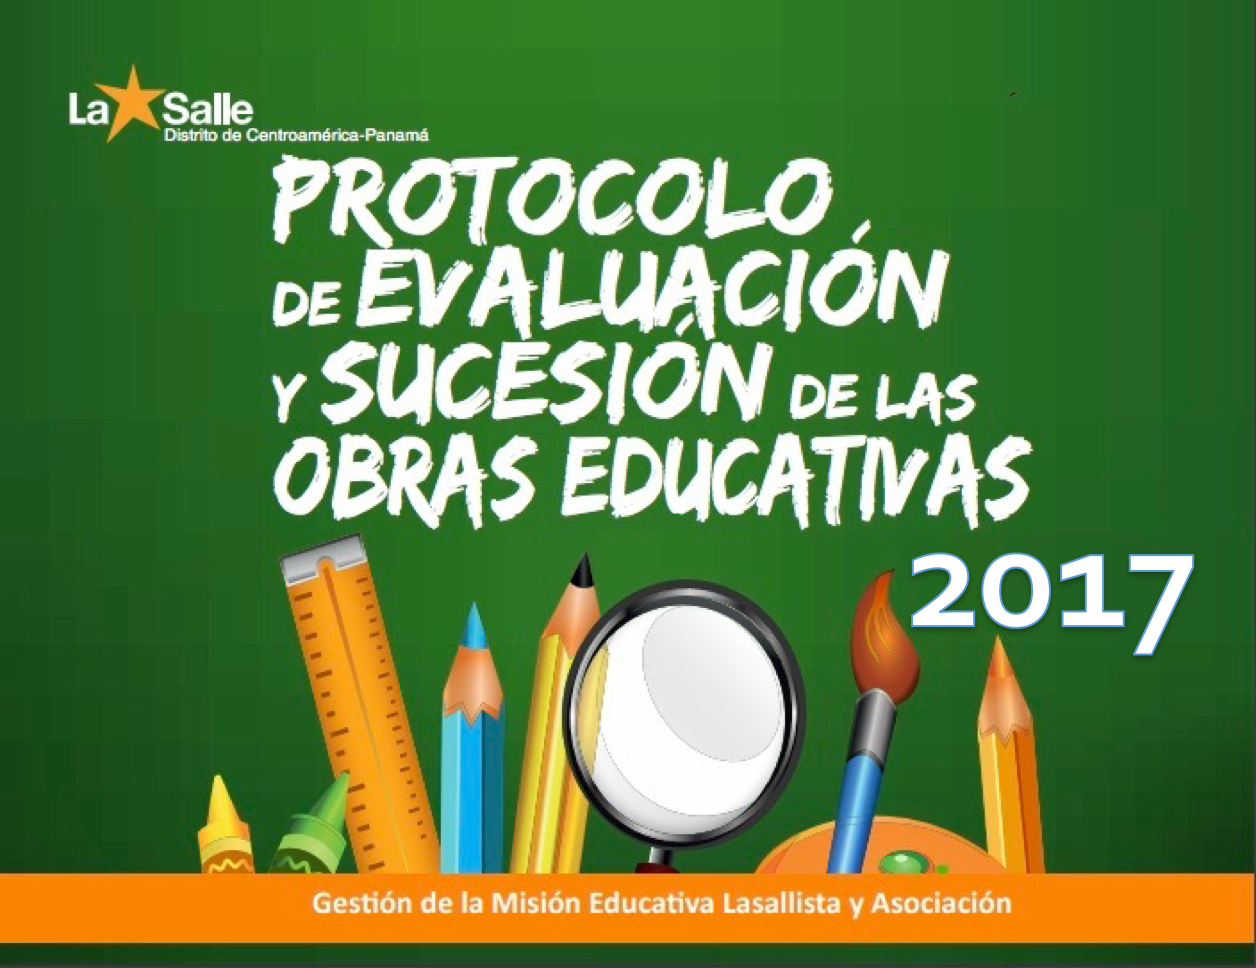 La Salle
Distrito de Centroamérica-Panamá
PROTOCOLO
DE EVALUACIÓN
Y SUCESIÓN DE LAS
OBRAS EDUCATIVAS
2017
Gestión de la Misión Educativa Lasallista y Asociación